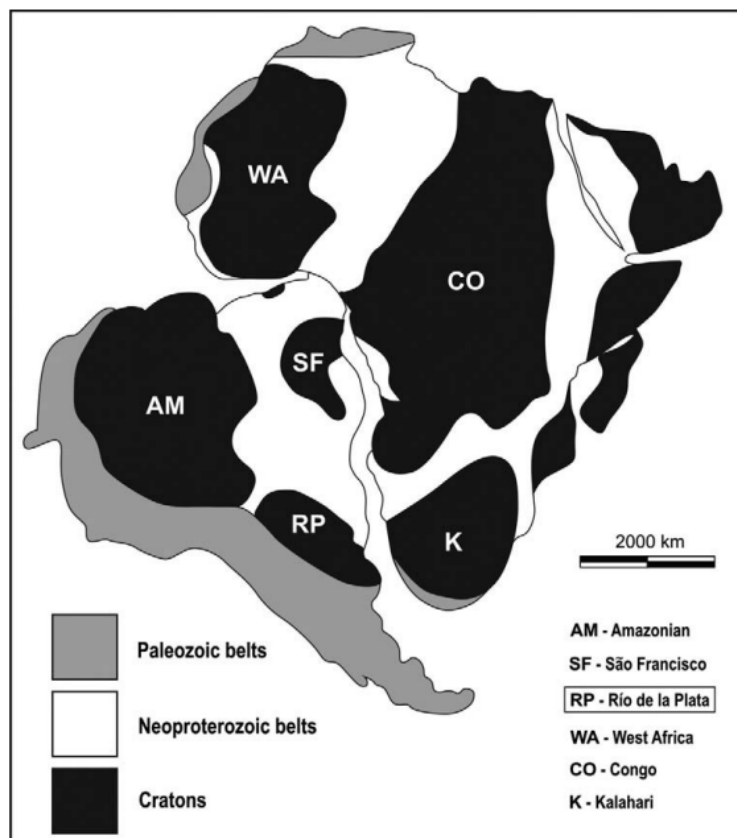 WA
CO
SF
AM
RP
K
2000 km
Paleozoic belts
Neoproterozoic belts
Cratons
AM - Amazonian
SF - São Francisco
RP - Río de la Plata
WA - West Africa
CO - Congo
K - Kalahari